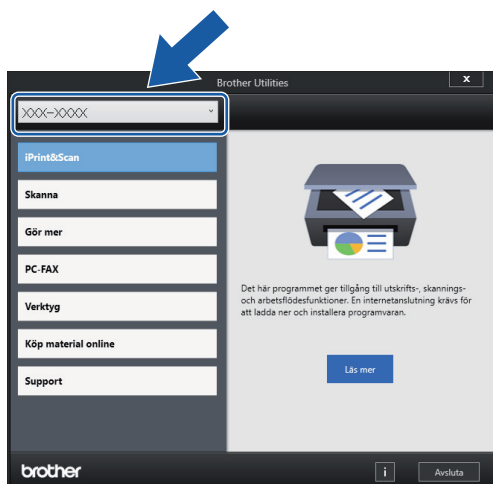 Brother Utilities
X
XXX-XXXX
iPrint&Scan
Skanna
Gör mer
PC-FAX
Verktyg
Köp material online
Support
Det här programmet ger tillgång till utskrifts-, skannings-
och arbetsflödesfunktioner. En internetanslutning krävs för
att ladda ner och installera programvaran.
Läs mer
brother
i
Avsluta